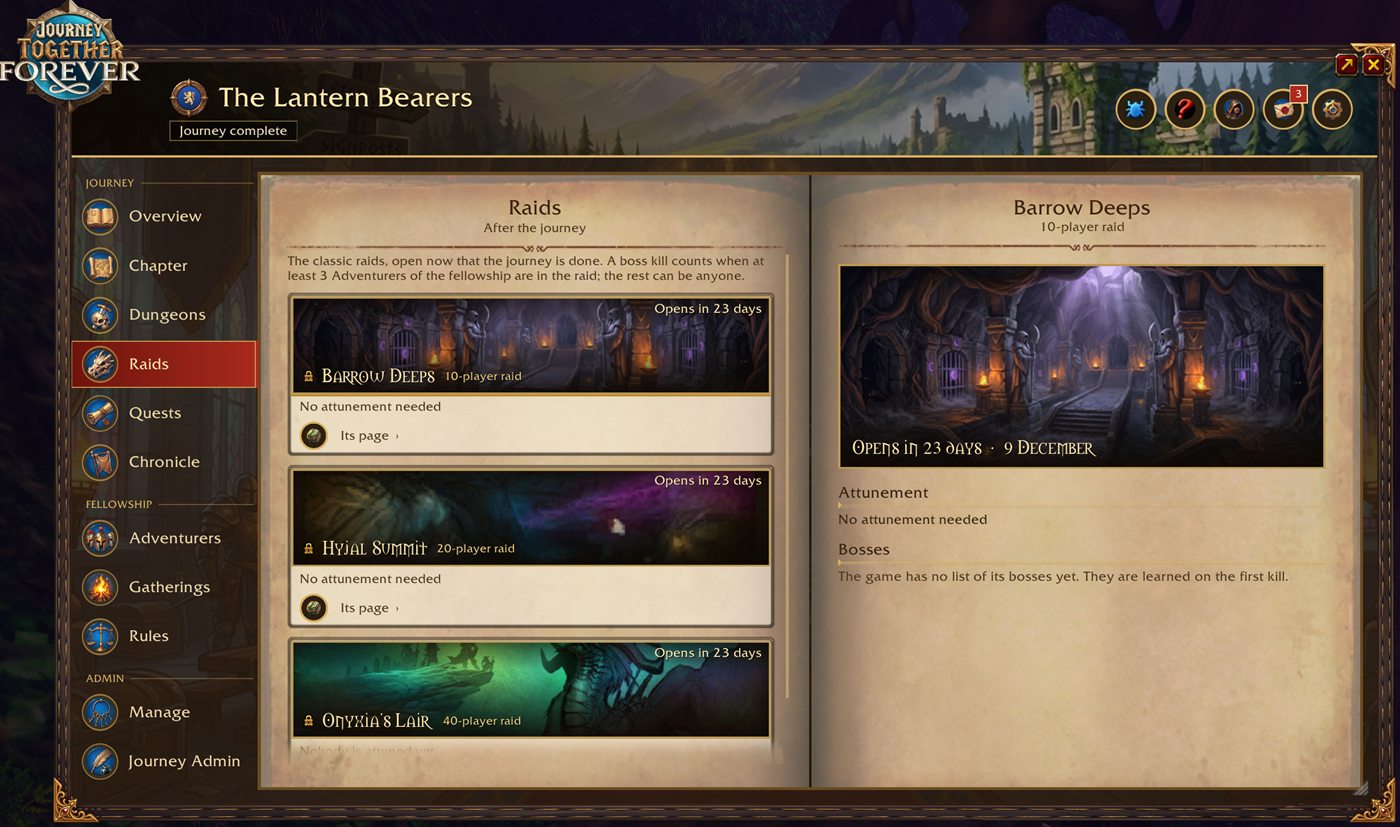 JOURNEY
TOGETHER
FOREVER
The Lantern Bearers
Journey complete
SIGNPOSTS
3
JOURNEY
Overview
Chapter
Dungeons
Raids
Quests
Chronicle
FELLOWSHIP
Adventurers
Gatherings
Rules
ADMIN
Manage
Journey Admin
Raids
After the journey
The classic raids, open now that the journey is done. A boss kill counts when at
least 3 Adventurers of the fellowship are in the raid; the rest can be anyone.
Opens in 23 days
Barrow Deeps 10-player raid
No attunement needed
Its page ›
Opens in 23 days
Hyjal Summit 20-player raid
No attunement needed
Its page ›
Opens in 23 days
Onyxia's Lair 40-player raid
Nobody is attuned yet
Barrow Deeps
10-player raid
Opens in 23 days · 9 December
Attunement
No attunement needed
Bosses
The game has no list of its bosses yet. They are learned on the first kill.